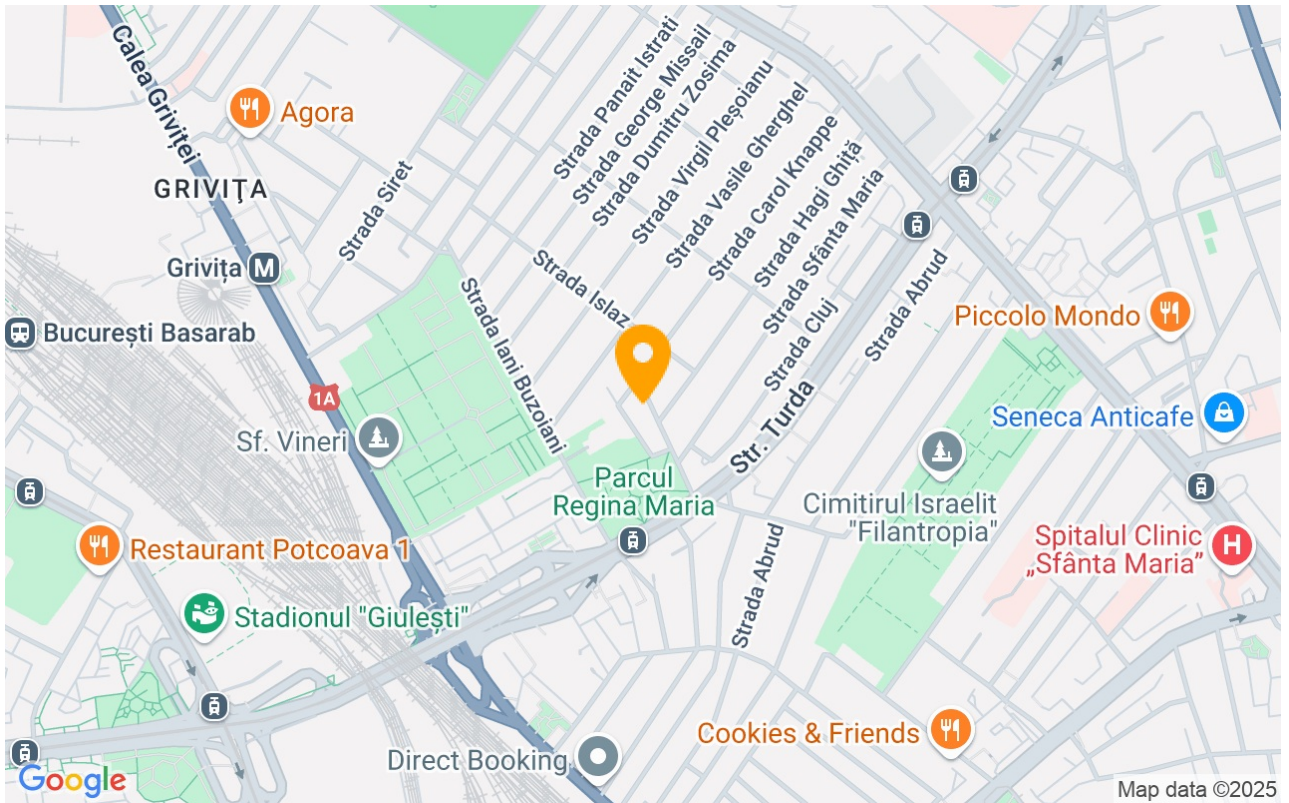 Calea Griviței
Agora
GRIVIȚA
Strada Siret
Grivița
M
București Basarab
1A
Sf. Vineri
Strada Iani Buzoiani
Strada Islaz
Strada Panait Istrati
Strada George Missail
Strada Dumitru Zosima
Strada Virgil Pleșoianu
Strada Vasile Gherghel
Strada Carol Knappe
Strada Hagi Ghiță
Strada Sfânta Maria
Strada Cluj
Str. Turda
Strada Abrud
Piccolo Mondo
Seneca Anticafe
Parcul
Regina Maria
Cimitirul Israelit
"Filantropia"
Spitalul Clinic
„Sfânta Maria”
H
Restaurant Potcoava 1
Stadionul "Giulești"
Strada Abrud
Cookies & Friends
Direct Booking
Google
Map data ©2025